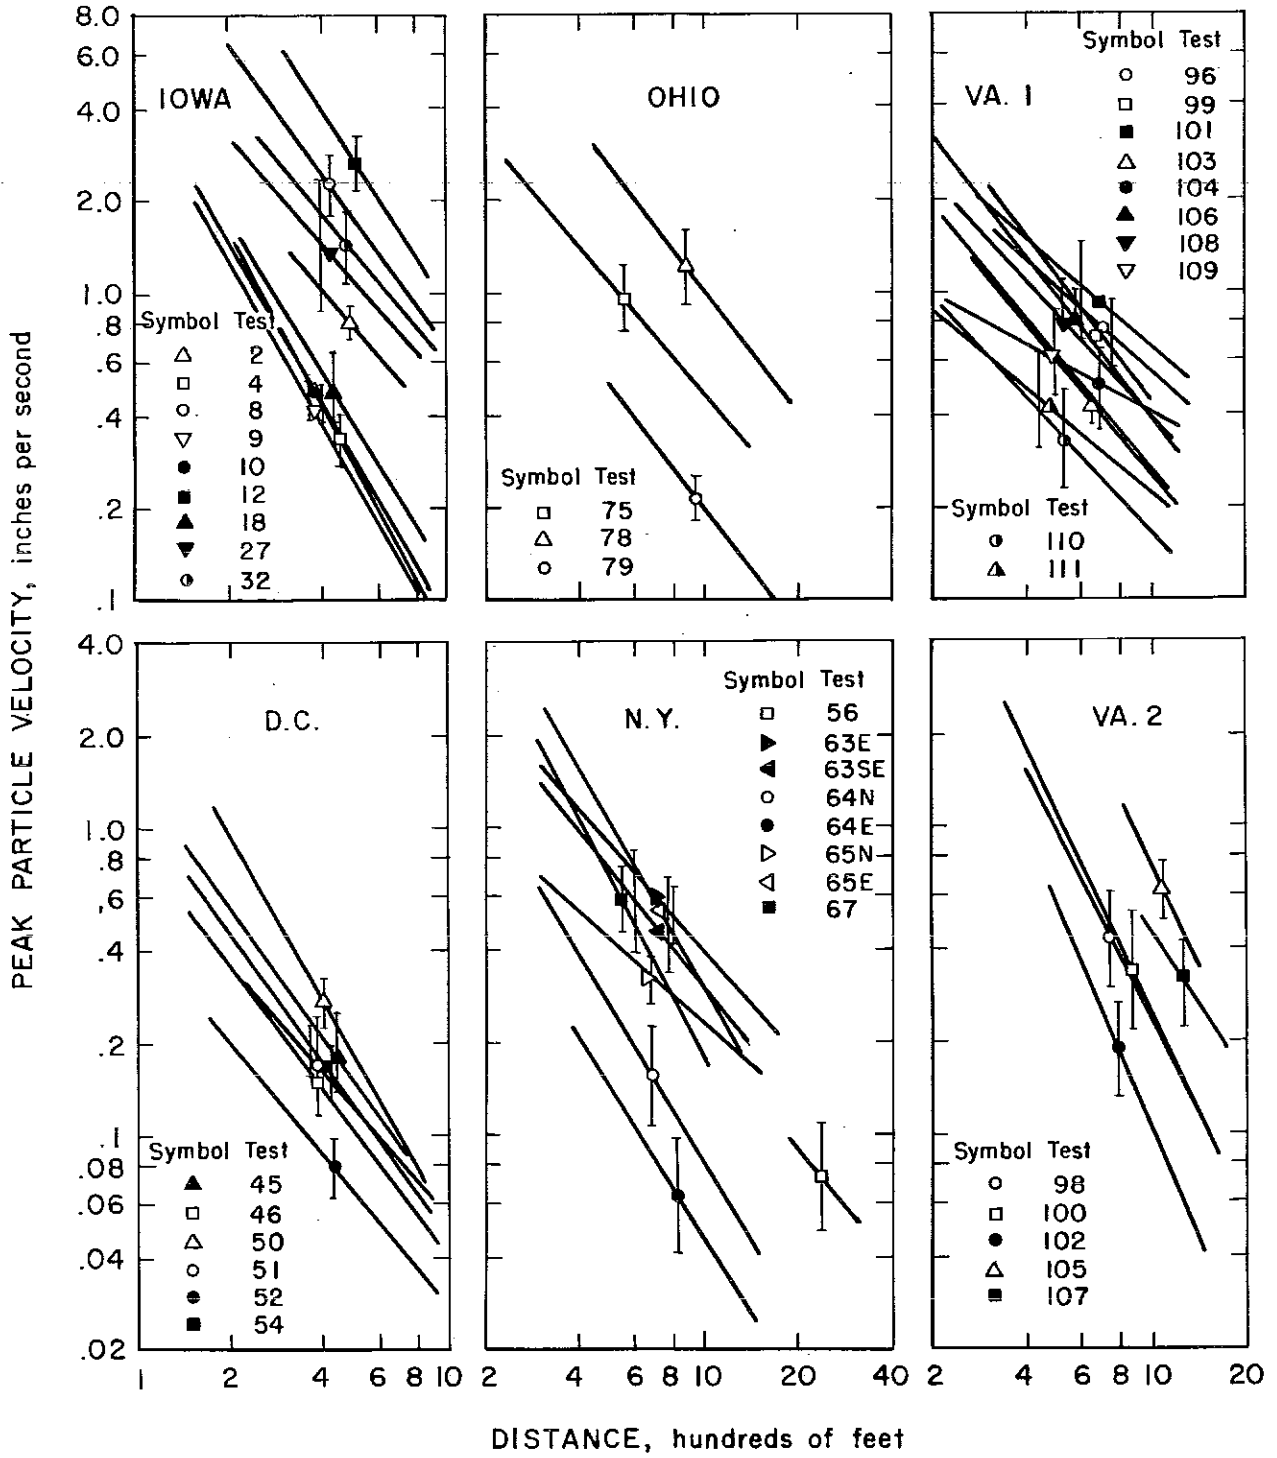 PEAK PARTICLE VELOCITY, inches per second
8.0
6.0
4.0
2.0
1.0
.8
.6
.4
.2
.1
IOWA
Symbol Test
2
4
8
9
10
12
18
27
32
OHIO
Symbol Test
75
78
79
VA. 1
Symbol Test
96
99
101
103
104
106
108
109
Symbol Test
110
111
4.0
2.0
1.0
.8
.6
.4
.2
.1
.08
.06
.04
.02
D.C.
Symbol Test
45
46
50
51
52
54
N.Y.
Symbol Test
56
63E
63SE
64N
64E
65N
65E
67
VA. 2
Symbol Test
98
100
102
105
107
1 2 4 6 8 10
2 4 6 8 10 20 40
2 4 6 8 10 20
DISTANCE, hundreds of feet